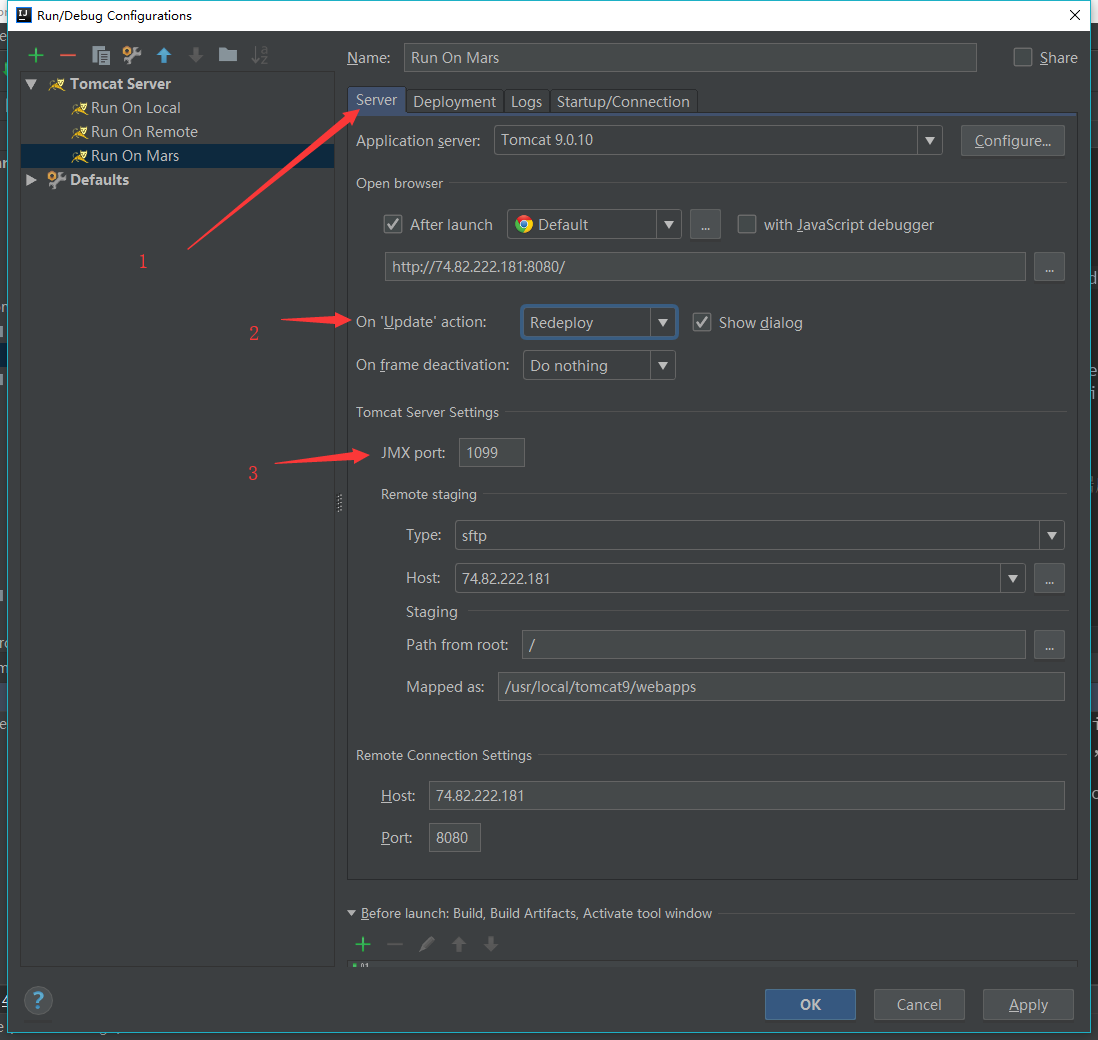 Run/Debug Configurations
Name: Run On Mars Share
Tomcat Server
Run On Local
Run On Remote
Run On Mars
Defaults
Server Deployment Logs Startup/Connection
Application server: Tomcat 9.0.10 Configure...
Open browser
After launch Default ... with JavaScript debugger
1
http://74.82.222.181:8080/ ...
2
On 'Update' action: Redeploy Show dialog
On frame deactivation: Do nothing
Tomcat Server Settings
3
JMX port: 1099
Remote staging
Type: sftp
Host: 74.82.222.181 ...
Staging
Path from root: / ...
Mapped as: /usr/local/tomcat9/webapps
Remote Connection Settings
Host: 74.82.222.181
Port: 8080
Before launch: Build, Build Artifacts, Activate tool window
? OK Cancel Apply